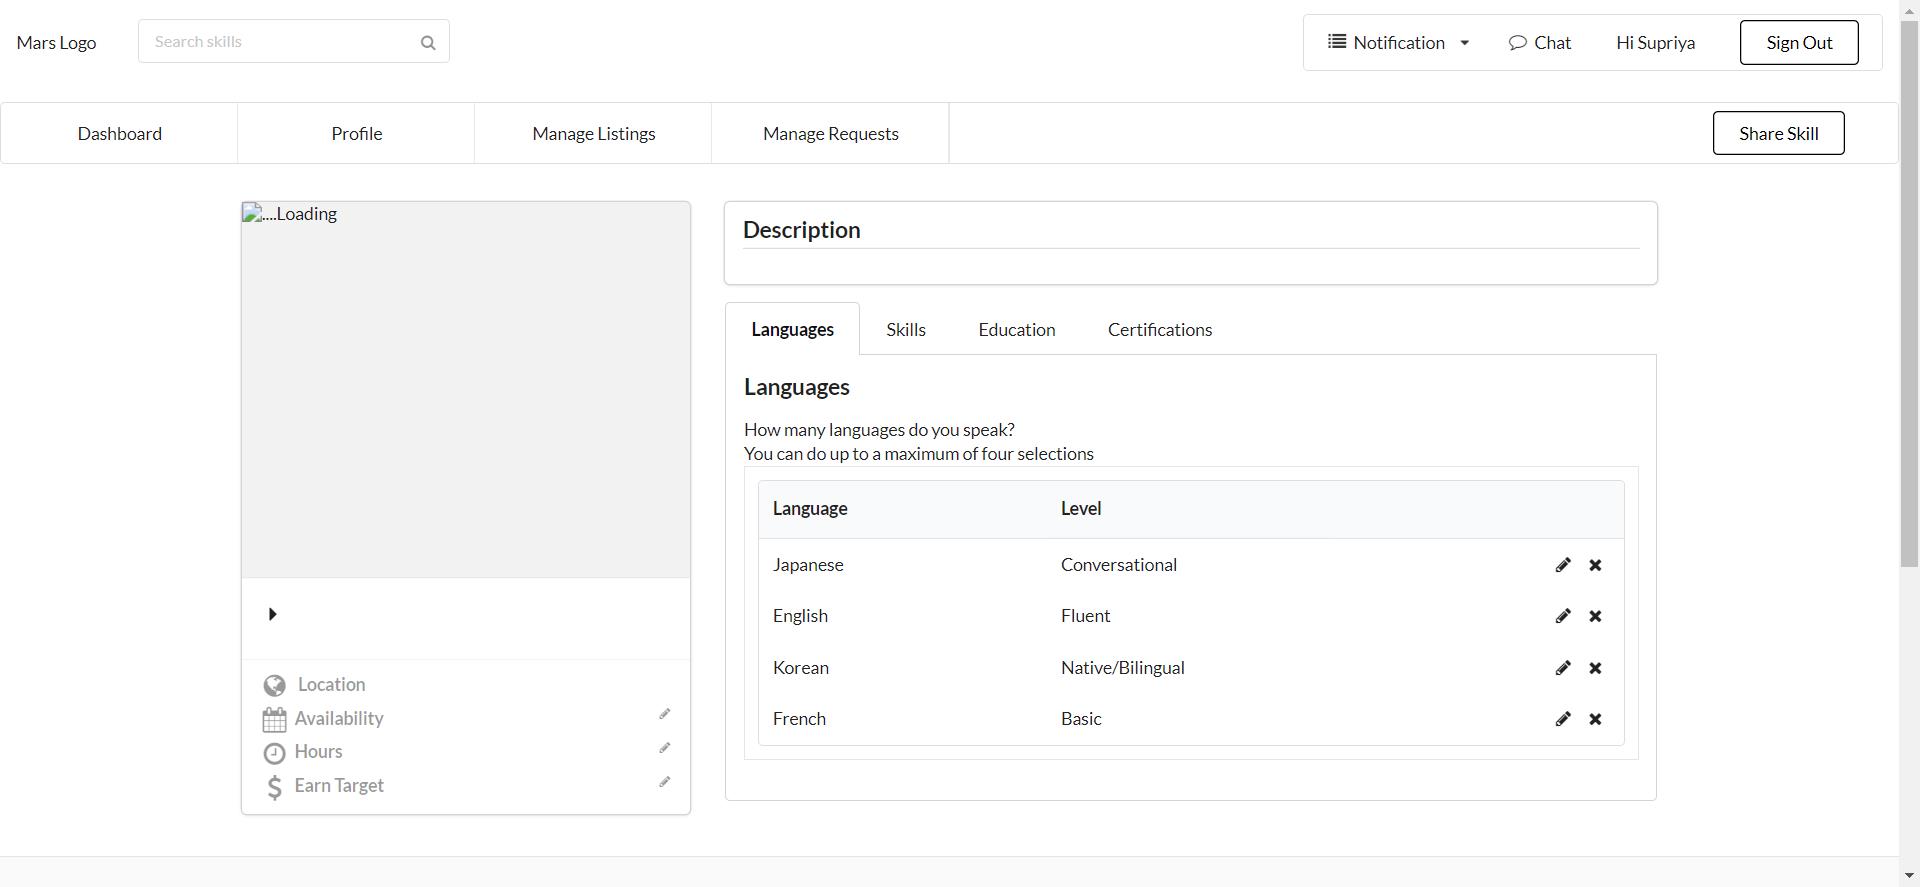 Mars Logo
Search skills
Notification
Chat
Hi Supriya
Sign Out
Dashboard
Profile
Manage Listings
Manage Requests
Share Skill
....Loading
Location
Availability
Hours
Earn Target
Description
Languages Skills Education Certifications
Languages
How many languages do you speak?
You can do up to a maximum of four selections
Language Level
Japanese Conversational
English Fluent
Korean Native/Bilingual
French Basic